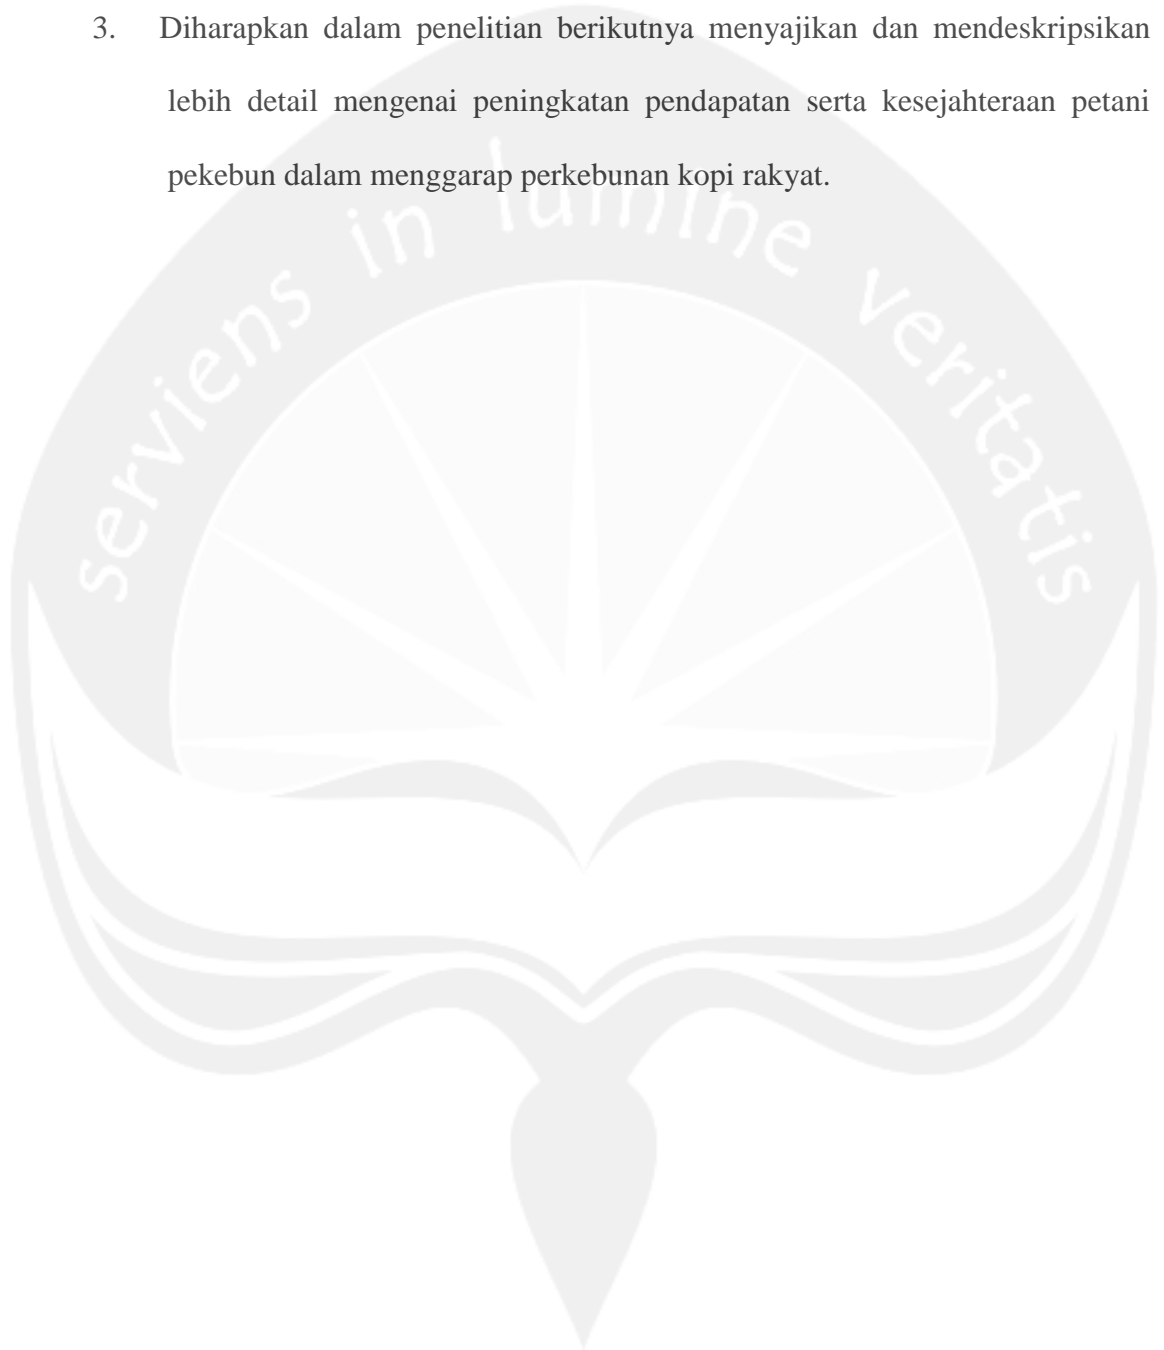 3. Diharapkan dalam penelitian berikutnya menyajikan dan mendeskripsikan
lebih detail mengenai peningkatan pendapatan serta kesejahteraan petani
pekebun dalam menggarap perkebunan kopi rakyat.
serviens in lumine veritatis